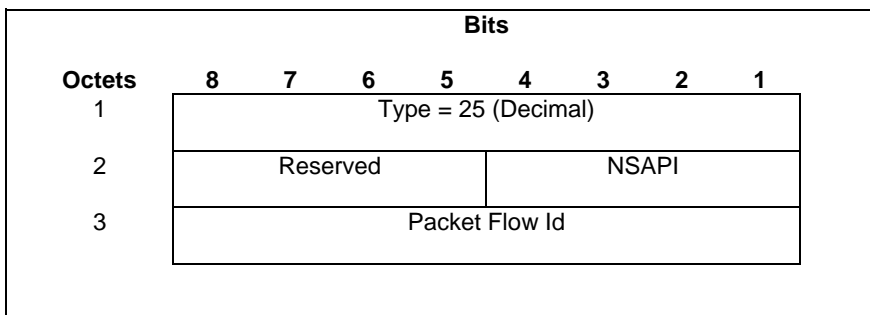 Bits
Octets 8 7 6 5 4 3 2 1
1 Type = 25 (Decimal)
2 Reserved NSAPI
3 Packet Flow Id